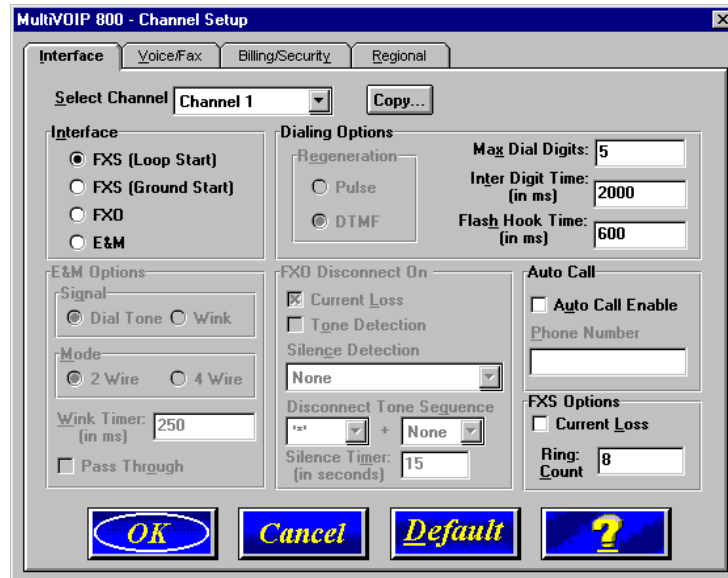 MultiVOIP 800 - Channel Setup
Interface
Voice/Fax
Billing/Security
Regional
Select Channel
Channel 1
Copy...
Interface
FXS (Loop Start)
FXS (Ground Start)
FXO
E&M
Dialing Options
Regeneration
Pulse
DTMF
Max Dial Digits:
5
Inter Digit Time:
(in ms)
2000
Flash Hook Time:
(in ms)
600
E&M Options
Signal
Dial Tone
Wink
Mode
2 Wire
4 Wire
Wink Timer:
(in ms)
250
Pass Through
FXO Disconnect On
Current Loss
Tone Detection
Silence Detection
None
Disconnect Tone Sequence
'*'
+
None
Silence Timer:
(in seconds)
15
Auto Call
Auto Call Enable
Phone Number
FXS Options
Current Loss
Ring:
Count
8
OK
Cancel
Default
?